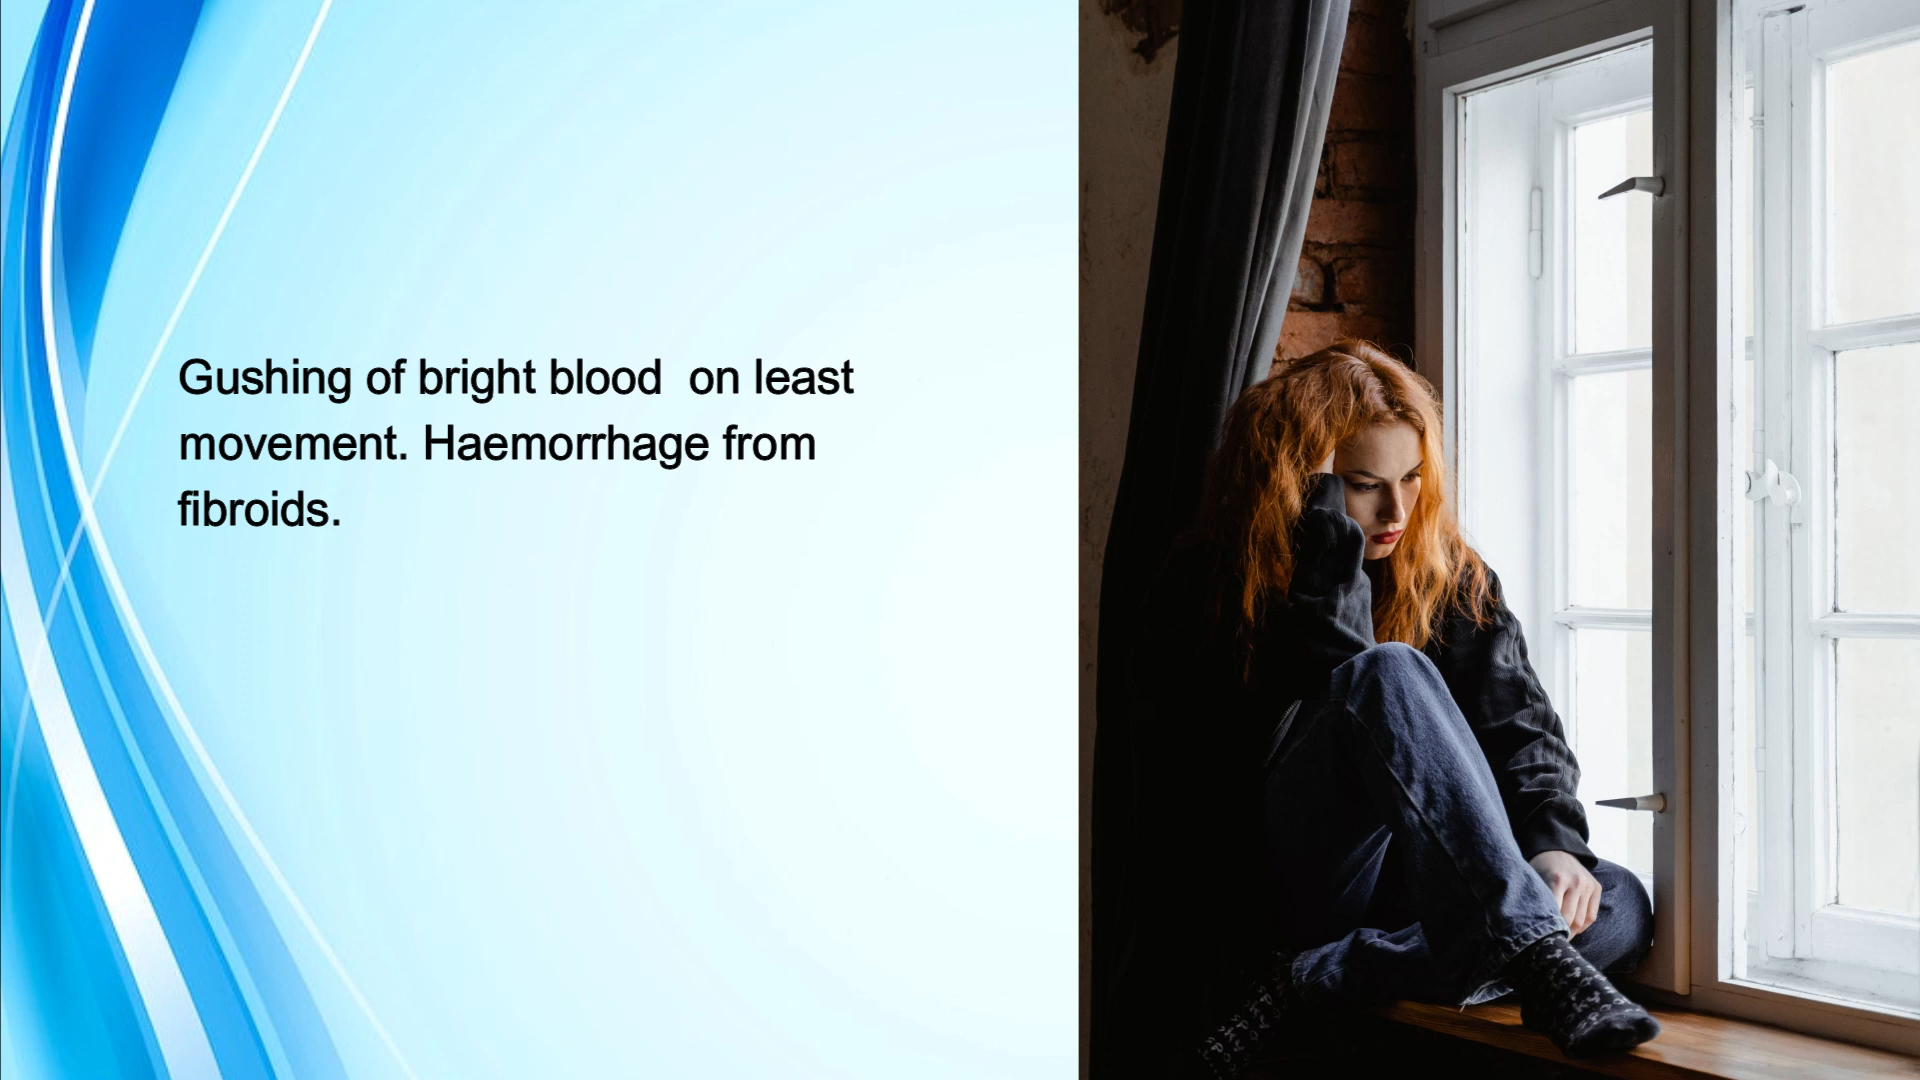 Gushing of bright blood  on least
movement. Haemorrhage from
fibroids.